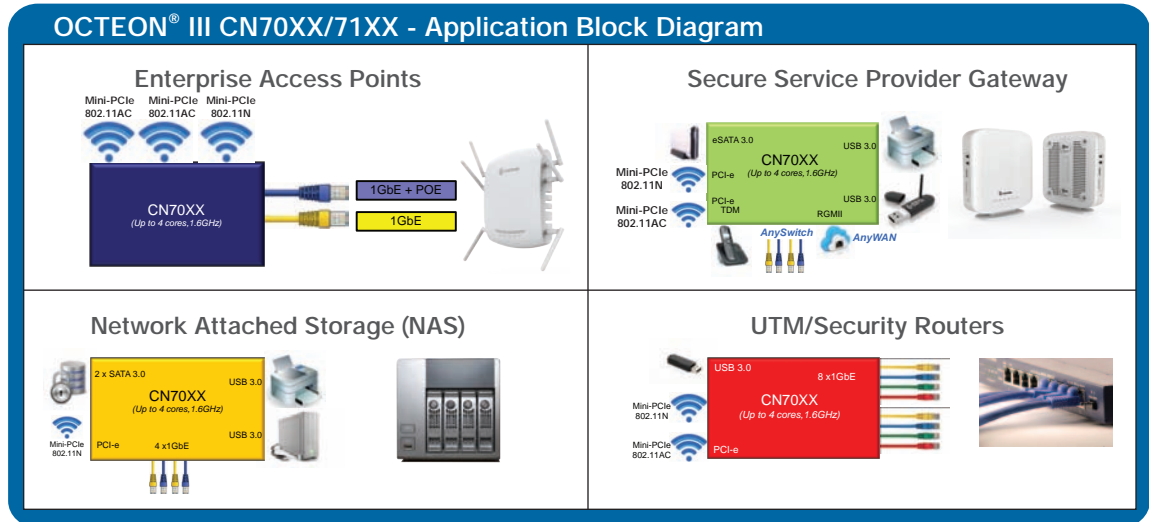 OCTEON® III CN70XX/71XX - Application Block Diagram
Enterprise Access Points
Mini-PCIe Mini-PCIe Mini-PCIe
802.11AC 802.11AC 802.11N
CN70XX
(Up to 4 cores,1.6GHz)
1GbE + POE
1GbE
Secure Service Provider Gateway
eSATA 3.0
USB 3.0
CN70XX
(Up to 4 cores,1.6GHz)
Mini-PCIe
802.11N
PCI-e
Mini-PCIe
802.11AC
PCI-e
TDM
USB 3.0
RGMII
AnySwitch
AnyWAN
Network Attached Storage (NAS)
2 x SATA 3.0
USB 3.0
CN70XX
(Up to 4 cores,1.6GHz)
USB 3.0
Mini-PCIe
802.11N
PCI-e
4 x1GbE
UTM/Security Routers
USB 3.0
8 x1GbE
CN70XX
(Up to 4 cores,1.6GHz)
Mini-PCIe
802.11N
Mini-PCIe
802.11AC
PCI-e